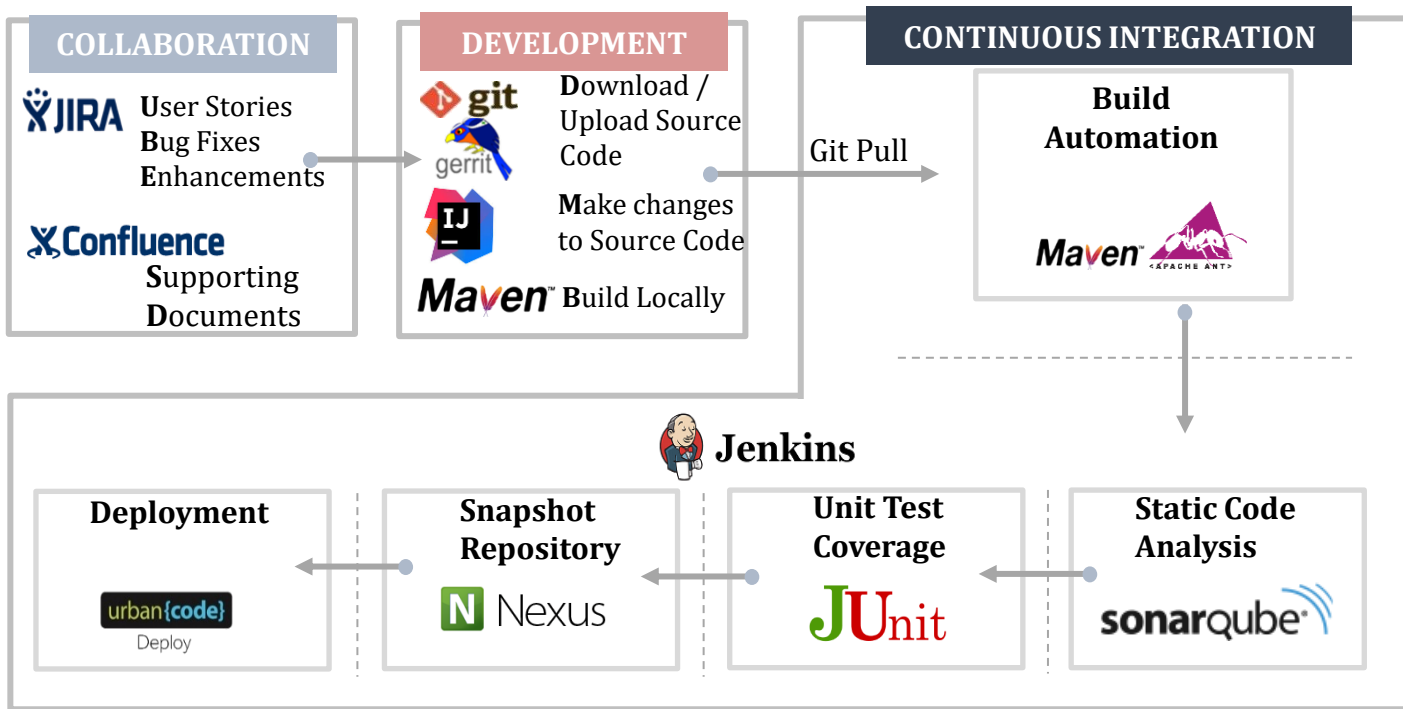 COLLABORATION
JIRA
User Stories
Bug Fixes
Enhancements
Confluence
Supporting
Documents
DEVELOPMENT
git
gerrit
Download /
Upload Source
Code
IJ
Make changes
to Source Code
Maven™
Build Locally
Git Pull
CONTINUOUS INTEGRATION
Build
Automation
Maven™
<APACHE ANT>
Jenkins
Deployment
urban{code}
Deploy
Snapshot
Repository
N Nexus
Unit Test
Coverage
JUnit
Static Code
Analysis
sonarqube